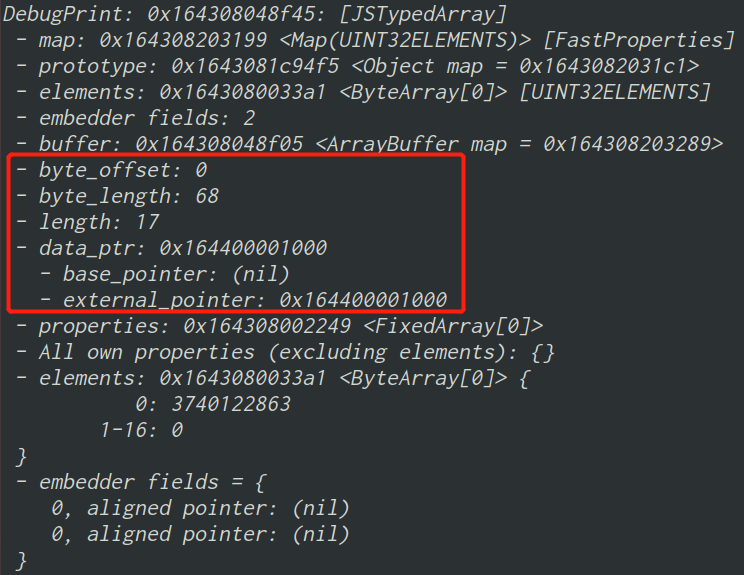 DebugPrint: 0x164308048f45: [JSTypedArray]
- map: 0x164308203199 <Map(UINT32ELEMENTS)> [FastProperties]
- prototype: 0x1643081c94f5 <Object map = 0x1643082031c1>
- elements: 0x1643080033a1 <ByteArray[0]> [UINT32ELEMENTS]
- embedder fields: 2
- buffer: 0x164308048f05 <ArrayBuffer map = 0x164308203289>
- byte_offset: 0
- byte_length: 68
- length: 17
- data_ptr: 0x164400001000
- base_pointer: (nil)
- external_pointer: 0x164400001000
- properties: 0x164308002249 <FixedArray[0]>
- All own properties (excluding elements): {}
- elements: 0x1643080033a1 <ByteArray[0]> {
0: 3740122863
1-16: 0
}
- embedder fields = {
0, aligned pointer: (nil)
0, aligned pointer: (nil)
}